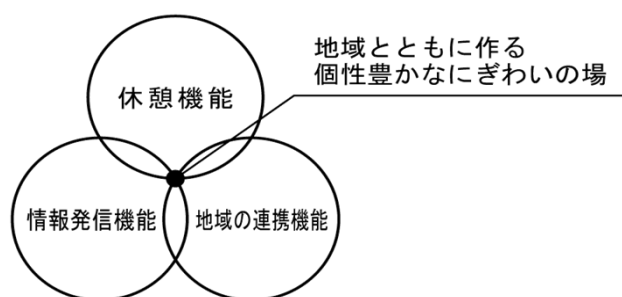 地域とともに作る
個性豊かなにぎわいの場
休憩機能
情報発信機能
地域の連携機能